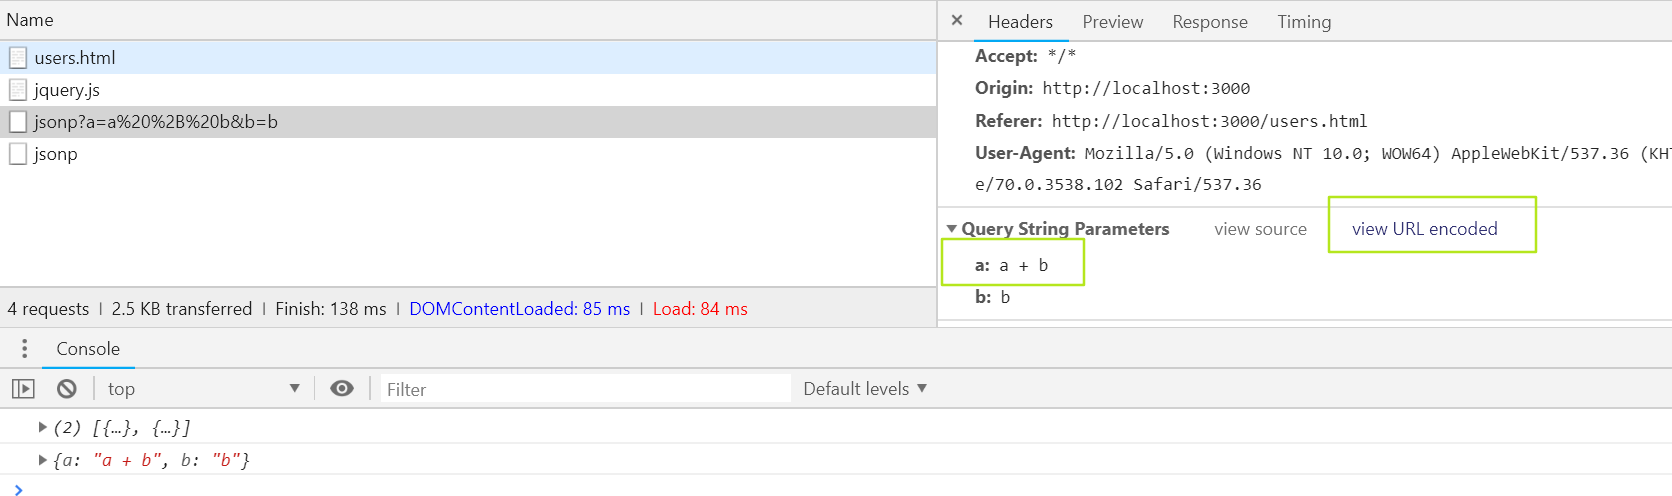 Name
users.html
jquery.js
jsonp?a=a%20%2B%20b&b=b
jsonp
4 requests | 2.5 KB transferred | Finish: 138 ms | DOMContentLoaded: 85 ms | Load: 84 ms
× Headers Preview Response Timing
Accept: */*
Origin: http://localhost:3000
Referer: http://localhost:3000/users.html
User-Agent: Mozilla/5.0 (Windows NT 10.0; WOW64) AppleWebKit/537.36 (KHT
e/70.0.3538.102 Safari/537.36
Query String Parameters view source view URL encoded
a: a + b
b: b
Console
top Filter Default levels
(2) [{…}, {…}]
{a: "a + b", b: "b"}